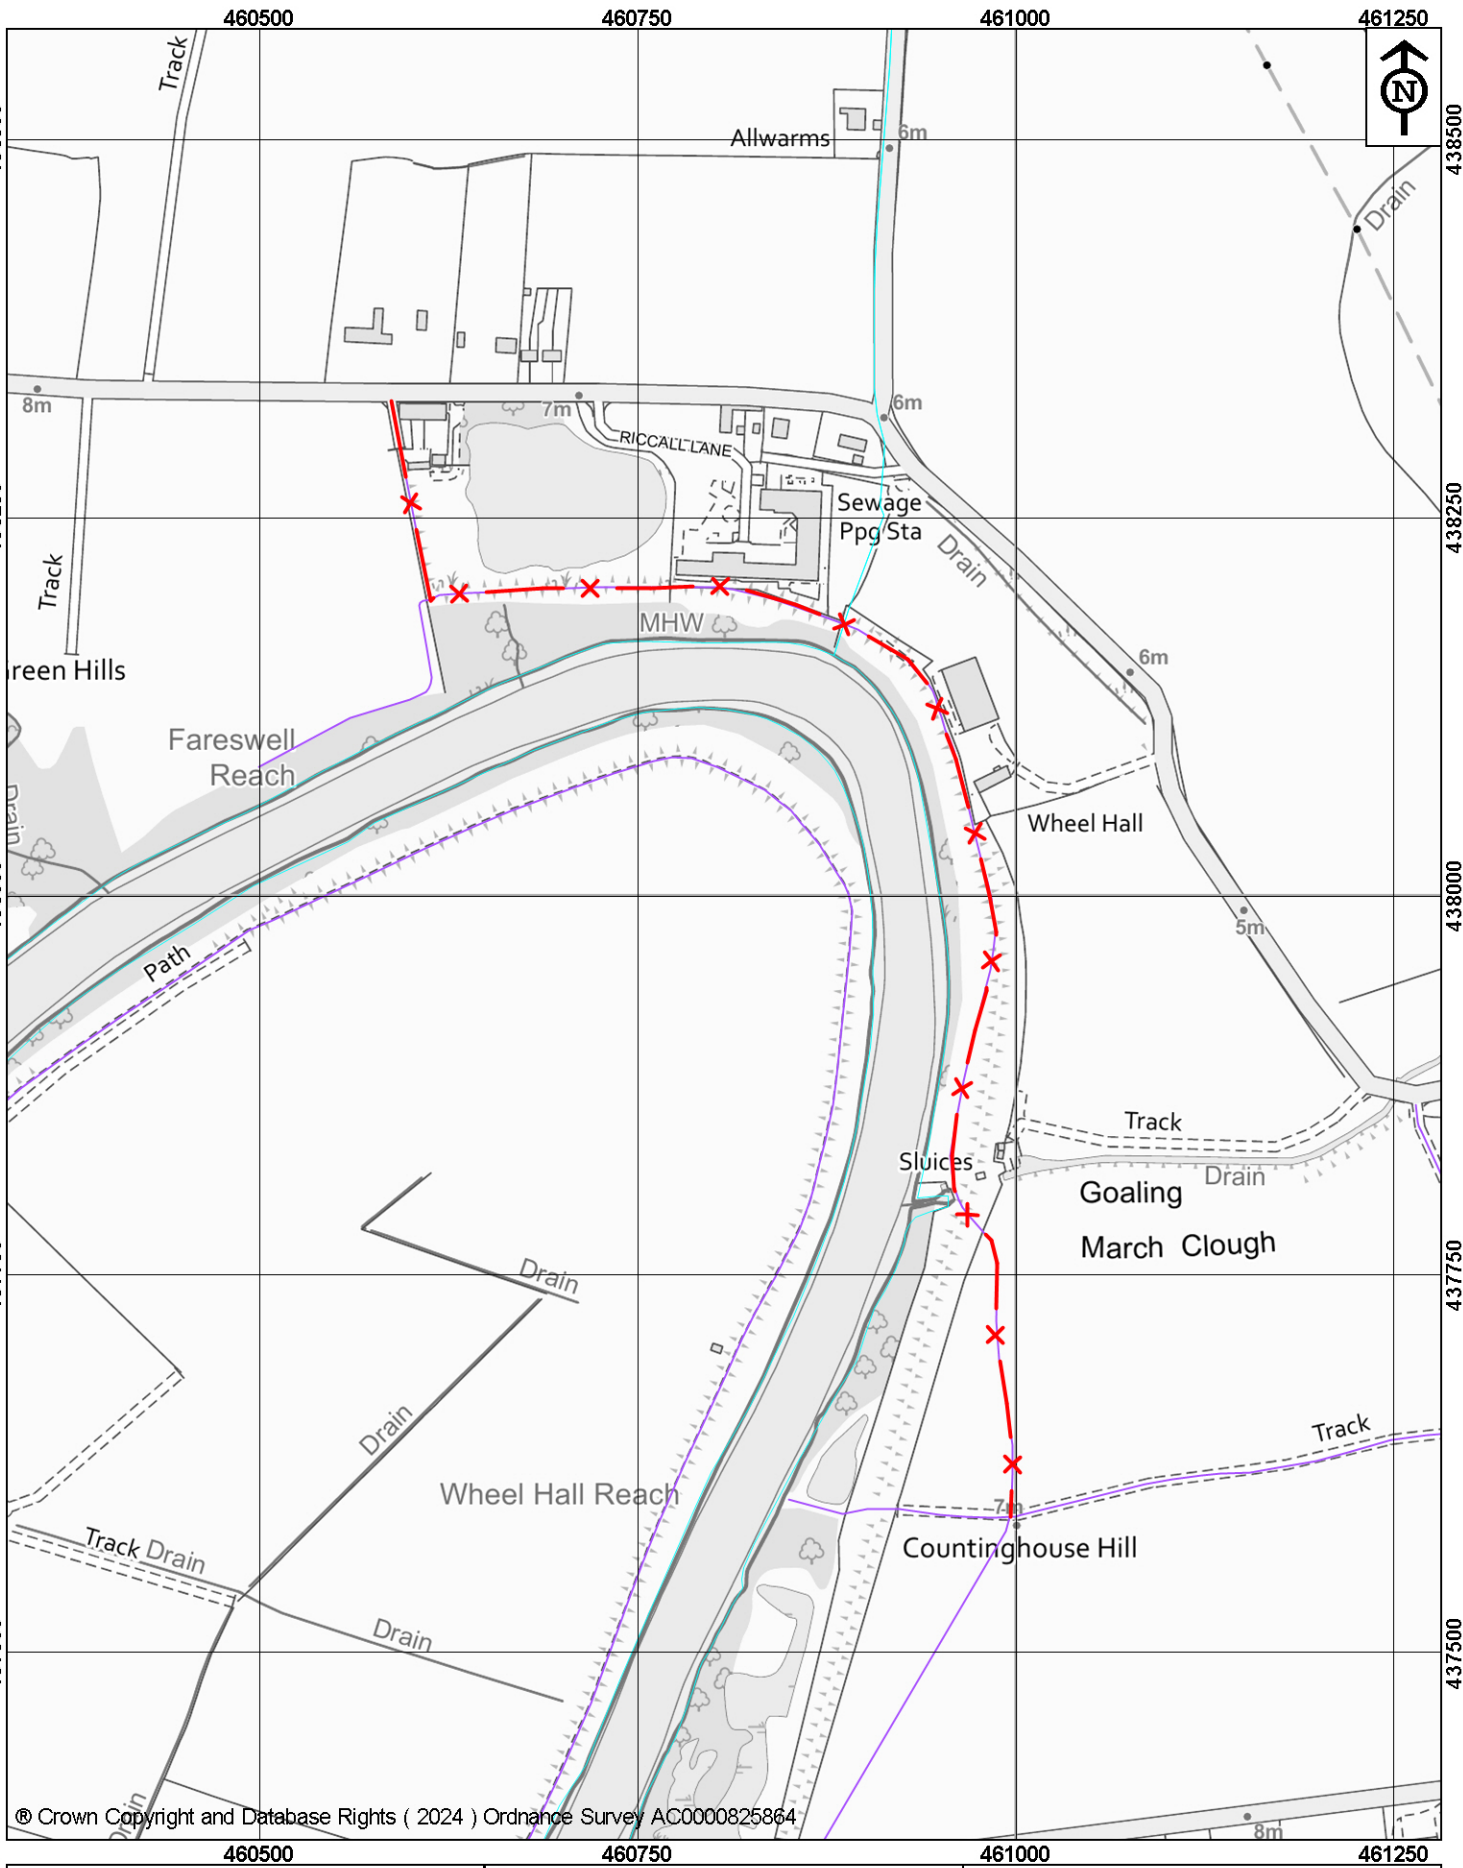 460500 460750 461000 461250
N
Track
Allwarms
6m
438500
Drain
8m
7m
6m
RICCALL LANE
Sewage
Ppg Sta
438250
Drain
Track
MHW
6m
Fareswell
Reach
Drain
Wheel Hall
438000
5m
Path
Track
Sluices
Drain
Goaling
March Clough
Drain
437750
Drain
Track
Wheel Hall Reach
7m
Countinghouse Hill
Track Drain
Drain
437500
Drain
® Crown Copyright and Database Rights ( 2024 ) Ordnance Survey AC0000825864
8m
460500 460750 461000 461250